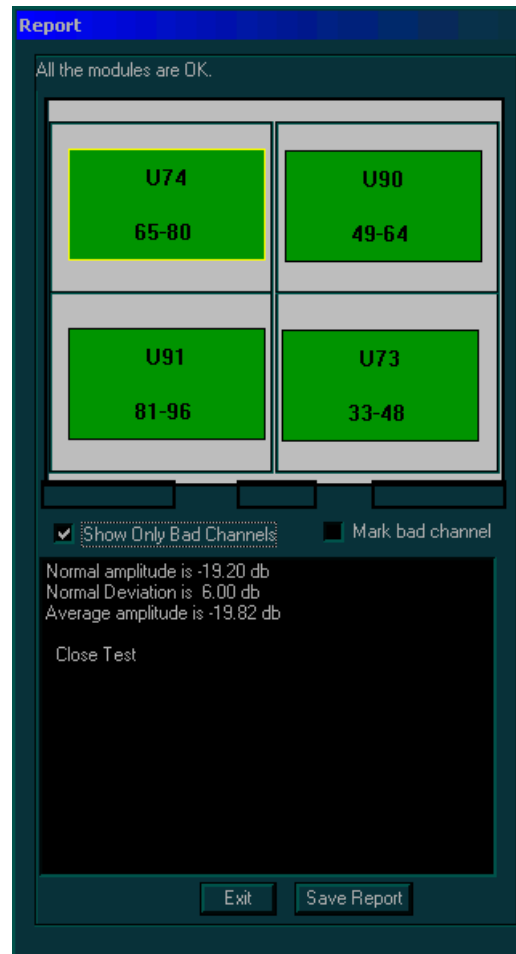 Report
All the modules are OK.
U74
65-80
U90
49-64
U91
81-96
U73
33-48
Show Only Bad Channels
Mark bad channel
Normal amplitude is -19.20 db
Normal Deviation is  6.00 db
Average amplitude is -19.82 db
Close Test
Exit
Save Report